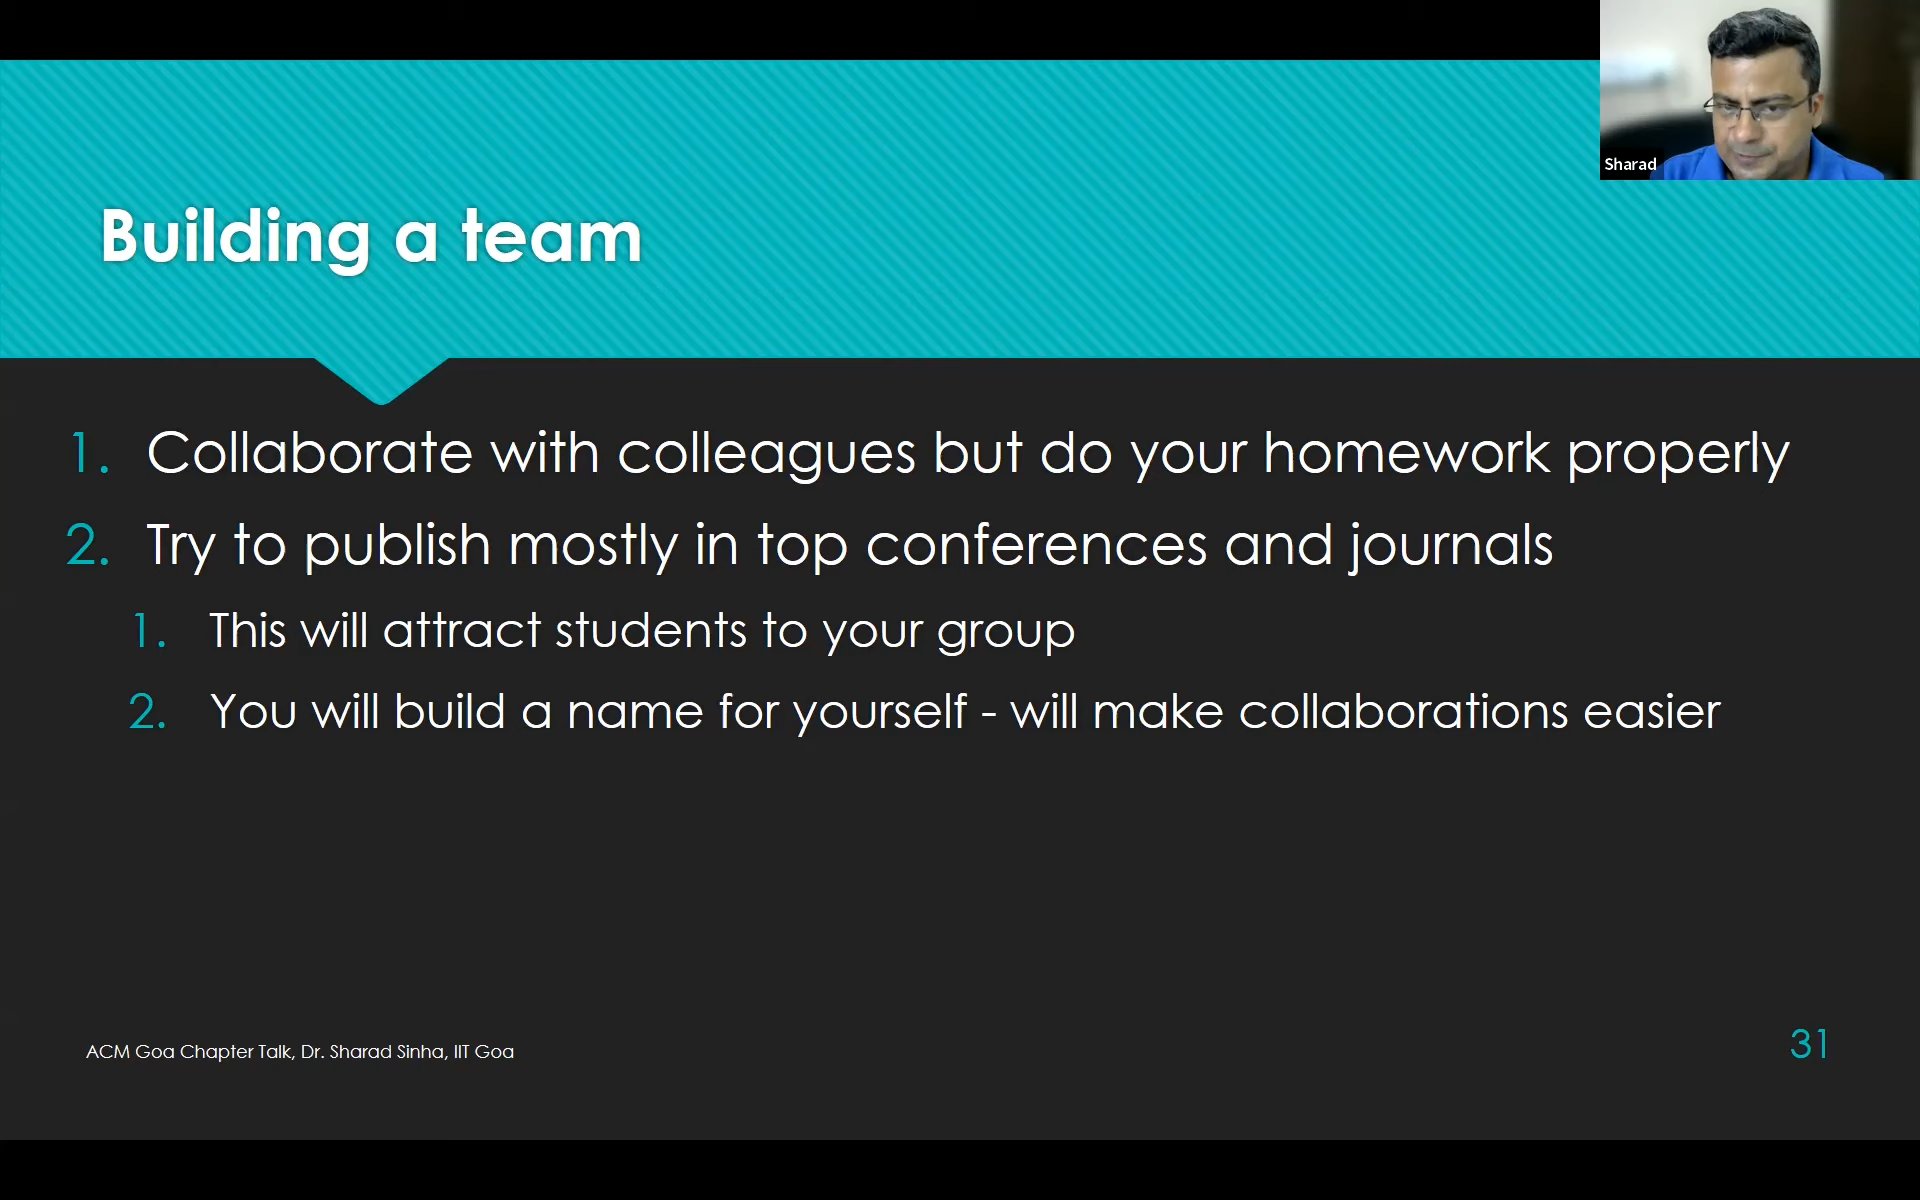 Sharad
Building a team
1. Collaborate with colleagues but do your homework properly
2. Try to publish mostly in top conferences and journals
1. This will attract students to your group
2. You will build a name for yourself - will make collaborations easier
ACM Goa Chapter Talk, Dr. Sharad Sinha, IIT Goa
31